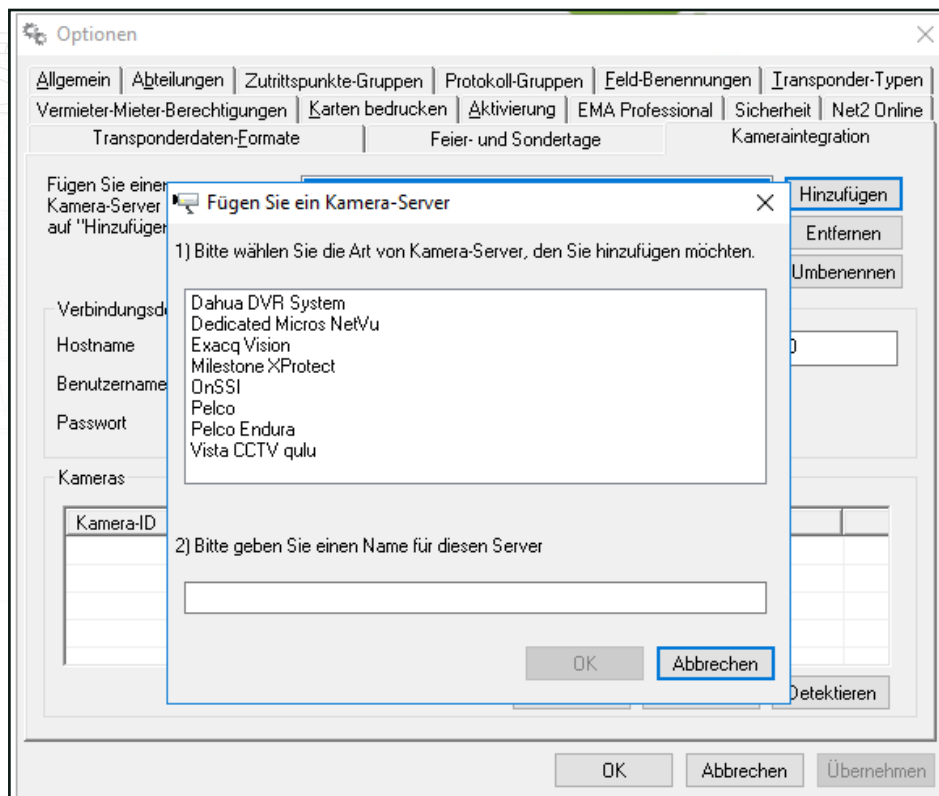 Optionen
Allgemein Abteilungen Zutrittspunkte-Gruppen Protokoll-Gruppen Feld-Benennungen Transponder-Typen
Vermieter-Mieter-Berechtigungen Karten bedrucken Aktivierung EMA Professional Sicherheit Net2 Online
Transponderdaten-Formate Feier- und Sondertage Kameraintegration
Fügen Sie einen
Kamera-Server
auf "Hinzufügen
Hinzufügen
Entfernen
Umbenennen
Verbindungsd
Hostname
Benutzername
Passwort
Kameras
Kamera-ID
Fügen Sie ein Kamera-Server
1) Bitte wählen Sie die Art von Kamera-Server, den Sie hinzufügen möchten.
Dahua DVR System
Dedicated Micros NetVu
Exacq Vision
Milestone XProtect
OnSSI
Pelco
Pelco Endura
Vista CCTV qulu
2) Bitte geben Sie einen Name für diesen Server
OK Abbrechen
Detektieren
OK Abbrechen Übernehmen